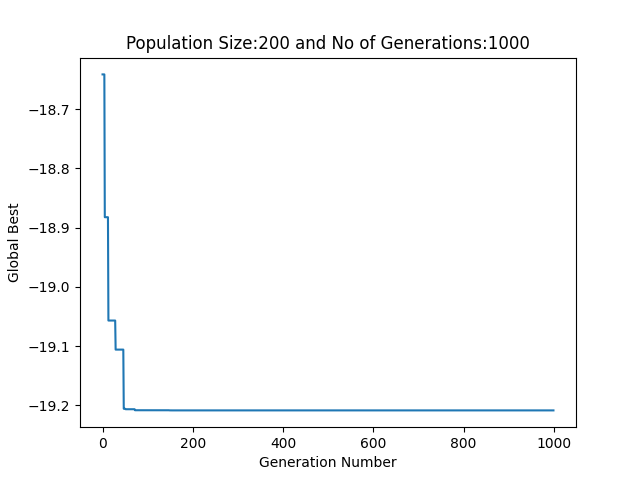 Population Size:200 and No of Generations:1000
Global Best
−18.7
−18.8
−18.9
−19.0
−19.1
−19.2
0 200 400 600 800 1000
Generation Number